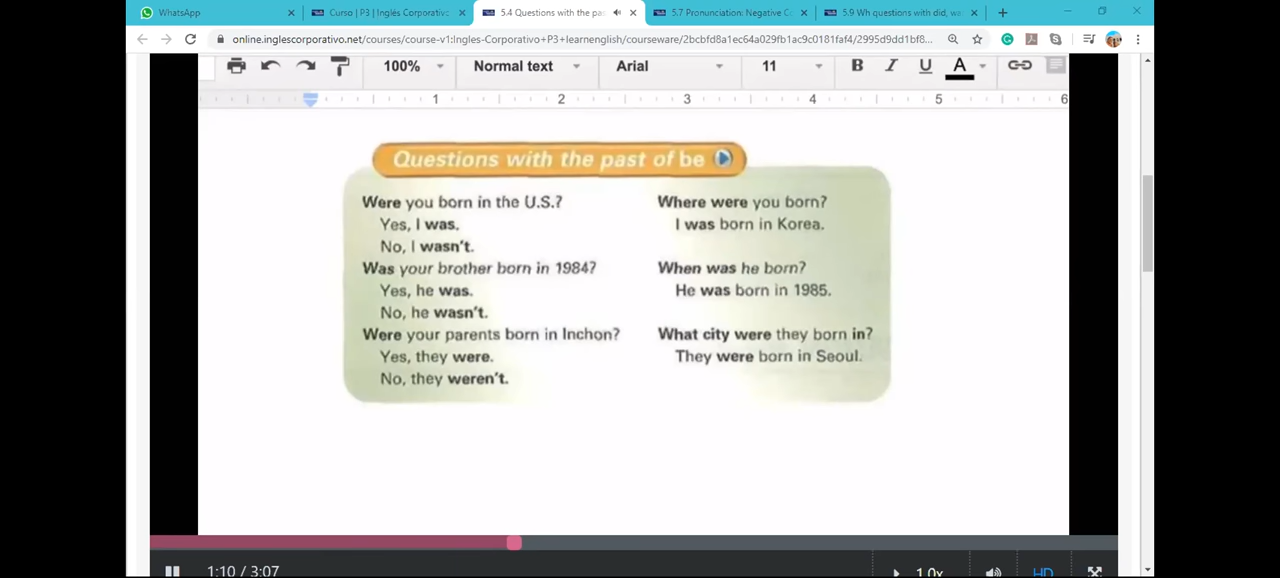 WhatsApp
Curso | P3 | Inglés Corporativo
5.4 Questions with the pas
5.7 Pronunciation: Negative C
5.9 Wh questions with did, wa
online.inglescorporativo.net/courses/course-v1:Ingles-Corporativo+P3+learnenglish/courseware/2bcbfd8a1ec64a029fb1ac9c0181faf4/2995d9dd1bf8...
100% Normal text Arial 11 B I U A
1 2 3 4 5 6
Questions with the past of be
Were you born in the U.S.?
Yes, I was.
No, I wasn't.
Was your brother born in 1984?
Yes, he was.
No, he wasn't.
Were your parents born in Inchon?
Yes, they were.
No, they weren't.
Where were you born?
I was born in Korea.
When was he born?
He was born in 1985.
What city were they born in?
They were born in Seoul.
1:10 / 3:07
1.0x HD